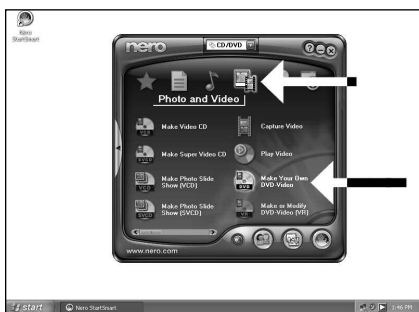 Nero
StartSmart
nero
CD/DVD
Photo and Video
Make Video CD
Capture Video
Make Super Video CD
Play Video
Make Photo Slide
Show (VCD)
Make Your Own
DVD-Video
Make Photo Slide
Show (SVCD)
Make or Modify
DVD-Video (VR)
www.nero.com
start
Nero StartSmart
1:46 PM